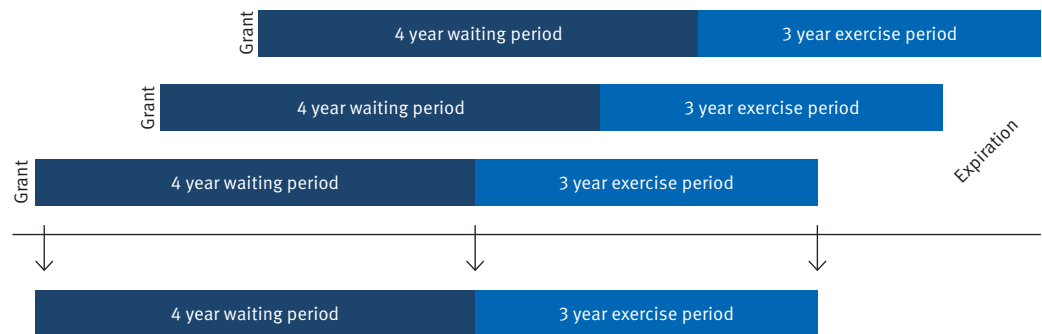 Grant
4 year waiting period
3 year exercise period
Grant
4 year waiting period
3 year exercise period
Expiration
Grant
4 year waiting period
3 year exercise period
4 year waiting period
3 year exercise period